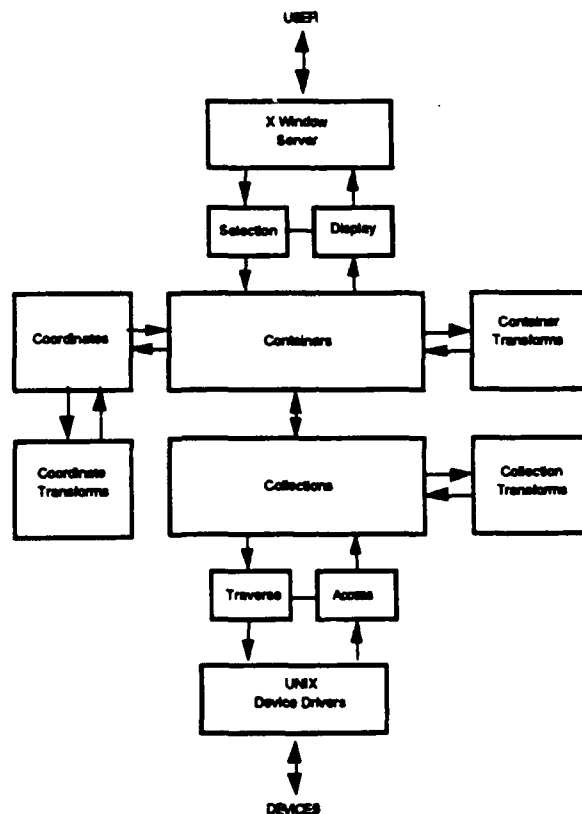 USER
X Window
Server
Selection
Display
Coordinates
Containers
Container
Transforms
Coordinate
Transforms
Collections
Collection
Transforms
Traverse
Access
UNIX
Device Drivers
DEVICES